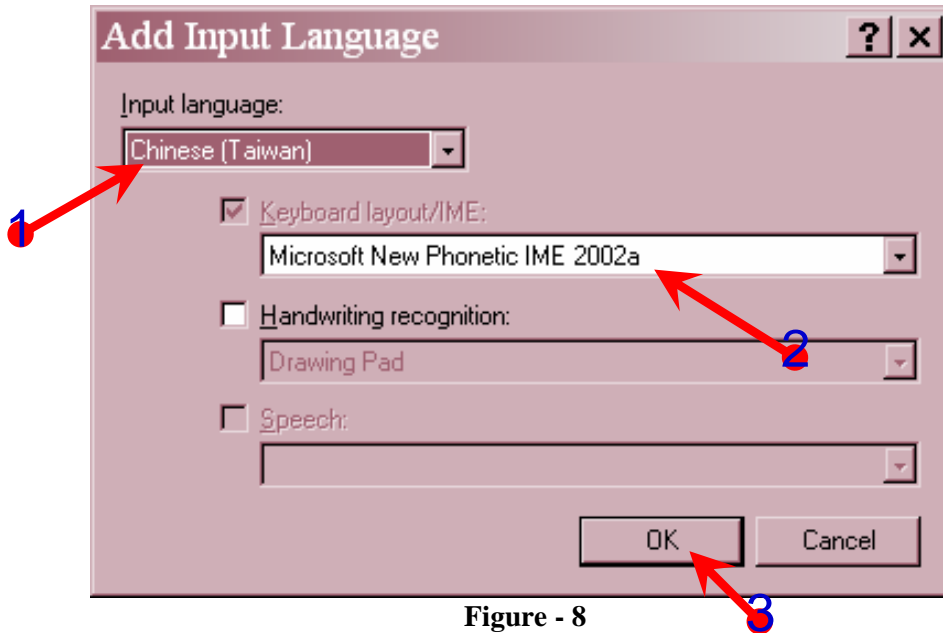 Add Input Language
Input language:
Chinese (Taiwan)
1
Keyboard layout/IME:
Microsoft New Phonetic IME 2002a
Handwriting recognition:
2
Drawing Pad
Speech:
OK Cancel
3
Figure - 8